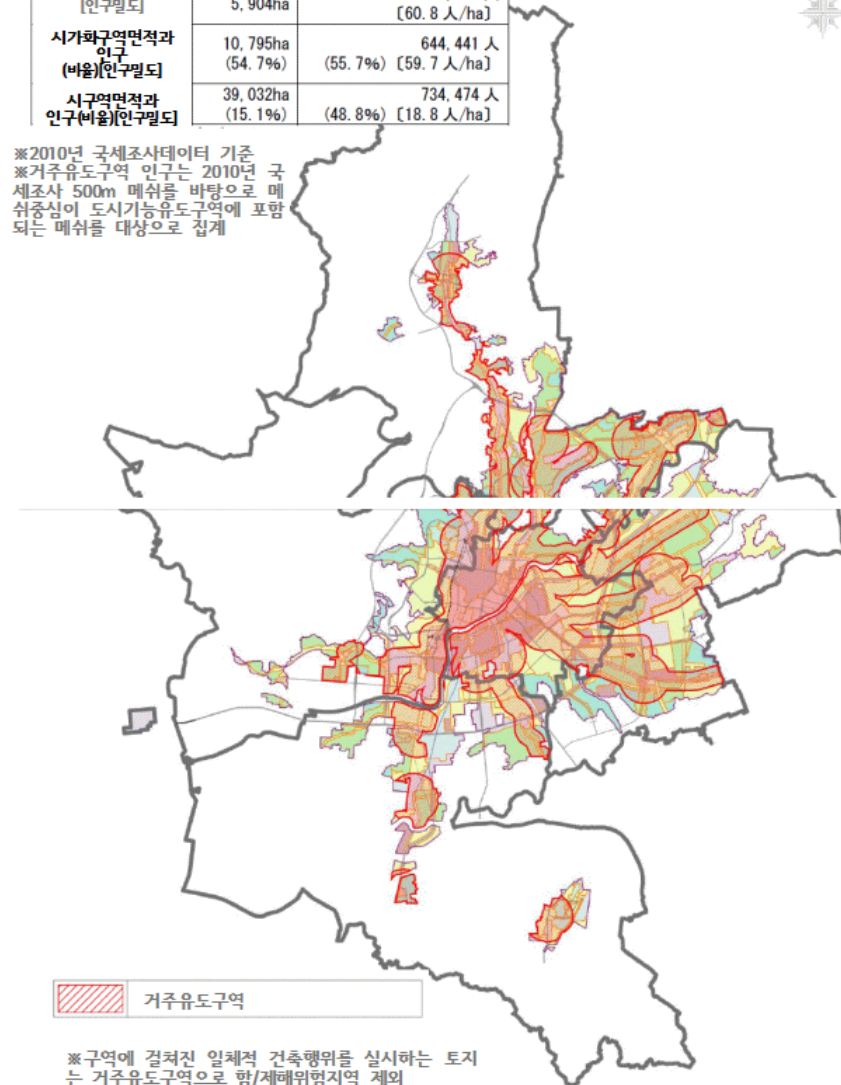 [인구밀도] 5,904ha
[60.8 人/ha]
시가화구역면적과 10,795ha 644,441 人
인구
(비율)[인구밀도] (54.7%) (55.7%) [59.7 人/ha]
시구역면적과 39,032ha 734,474 人
인구(비율)[인구밀도] (15.1%) (48.8%) [18.8 人/ha]
※2010년 국세조사데이터 기준
※거주유도구역 인구는 2010년 국
세조사 500m 메쉬를 바탕으로 메
쉬중심이 도시기능유도구역에 포함
되는 메쉬를 대상으로 집계
거주유도구역
※구역에 걸쳐진 일체적 건축행위를 실시하는 토지
는 거주유도구역으로 함/재해위험지역 제외